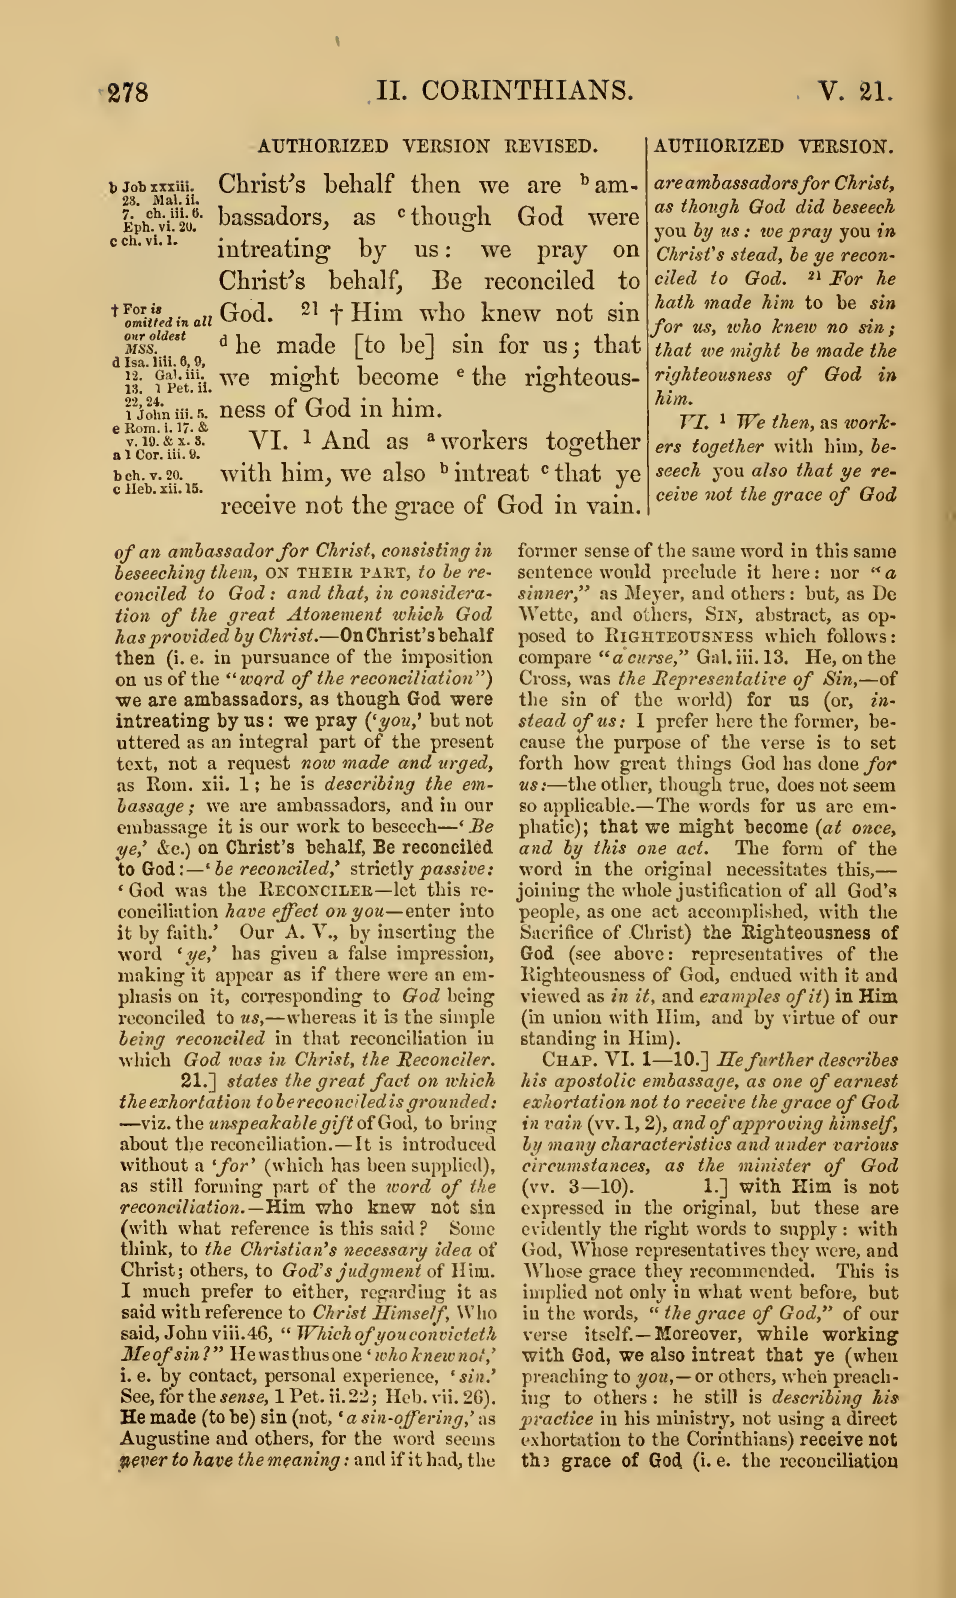 278 II. CORINTHIANS. V. 21.
AUTHORIZED VERSION REVISED.
b Job xxxiii.
23. Mal. ii.
7. ch. iii. 6.
Eph. vi. 20.
c ch. vi. 1.
† For is
omitted in all
our oldest
MSS.
d Isa. liii. 6, 9,
12. Gal. iii.
13. 1 Pet. ii.
22, 24.
1 John iii. 5.
e Rom. i. 17. &
v. 19. & x. 3.
a 1 Cor. iii. 9.
b ch. v. 20.
c Heb. xii. 15.
Christ's behalf then we are b am-
bassadors, as c though God were
intreating by us: we pray on
Christ's behalf, Be reconciled to
God. 21 † Him who knew not sin
d he made [to be] sin for us; that
we might become e the righteous-
ness of God in him.
VI. 1 And as a workers together
with him, we also b intreat c that ye
receive not the grace of God in vain.
AUTHORIZED VERSION.
are ambassadors for Christ,
as though God did beseech
you by us: we pray you in
Christ's stead, be ye recon-
ciled to God. 21 For he
hath made him to be sin
for us, who knew no sin;
that we might be made the
righteousness of God in
him.
VI. 1 We then, as work-
ers together with him, be-
seech you also that ye re-
ceive not the grace of God
of an ambassador for Christ, consisting in
beseeching them, ON THEIR PART, to be re-
conciled to God: and that, in considera-
tion of the great Atonement which God
has provided by Christ.—On Christ's behalf
then (i. e. in pursuance of the imposition
on us of the "word of the reconciliation")
we are ambassadors, as though God were
intreating by us: we pray ('you,' but not
uttered as an integral part of the present
text, not a request now made and urged,
as Rom. xii. 1; he is describing the em-
bassage; we are ambassadors, and in our
embassage it is our work to beseech—'Be
ye,' &c.) on Christ's behalf, Be reconciled
to God:—'be reconciled,' strictly passive:
'God was the RECONCILER—let this re-
conciliation have effect on you—enter into
it by faith.' Our A. V., by inserting the
word 'ye,' has given a false impression,
making it appear as if there were an em-
phasis on it, corresponding to God being
reconciled to us,—whereas it is the simple
being reconciled in that reconciliation in
which God was in Christ, the Reconciler.
21.] states the great fact on which
the exhortation to be reconciled is grounded:
—viz. the unspeakable gift of God, to bring
about the reconciliation.—It is introduced
without a 'for' (which has been supplied),
as still forming part of the word of the
reconciliation.—Him who knew not sin
(with what reference is this said? Some
think, to the Christian's necessary idea of
Christ; others, to God's judgment of Him.
I much prefer to either, regarding it as
said with reference to Christ Himself, Who
said, John viii. 46, "Which of you convicteth
Me of sin?" He was thus one 'who knew not,'
i. e. by contact, personal experience, 'sin.'
See, for the sense, 1 Pet. ii. 22; Heb. vii. 26).
He made (to be) sin (not, 'a sin-offering,' as
Augustine and others, for the word seems
never to have the meaning: and if it had, the
former sense of the same word in this same
sentence would preclude it here: nor "a
sinner," as Meyer, and others: but, as De
Wette, and others, SIN, abstract, as op-
posed to RIGHTEOUSNESS which follows:
compare "a curse," Gal. iii. 13. He, on the
Cross, was the Representative of Sin,—of
the sin of the world) for us (or, in-
stead of us: I prefer here the former, be-
cause the purpose of the verse is to set
forth how great things God has done for
us:—the other, though true, does not seem
so applicable.—The words for us are em-
phatic); that we might become (at once,
and by this one act. The form of the
word in the original necessitates this,—
joining the whole justification of all God's
people, as one act accomplished, with the
Sacrifice of Christ) the Righteousness of
God (see above: representatives of the
Righteousness of God, endued with it and
viewed as in it, and examples of it) in Him
(in union with Him, and by virtue of our
standing in Him).
CHAP. VI. 1—10.] He further describes
his apostolic embassage, as one of earnest
exhortation not to receive the grace of God
in vain (vv. 1, 2), and of approving himself,
by many characteristics and under various
circumstances, as the minister of God
(vv. 3—10). 1.] with Him is not
expressed in the original, but these are
evidently the right words to supply: with
God, Whose representatives they were, and
Whose grace they recommended. This is
implied not only in what went before, but
in the words, "the grace of God," of our
verse itself.—Moreover, while working
with God, we also intreat that ye (when
preaching to you,—or others, when preach-
ing to others: he still is describing his
practice in his ministry, not using a direct
exhortation to the Corinthians) receive not
the grace of God (i. e. the reconciliation